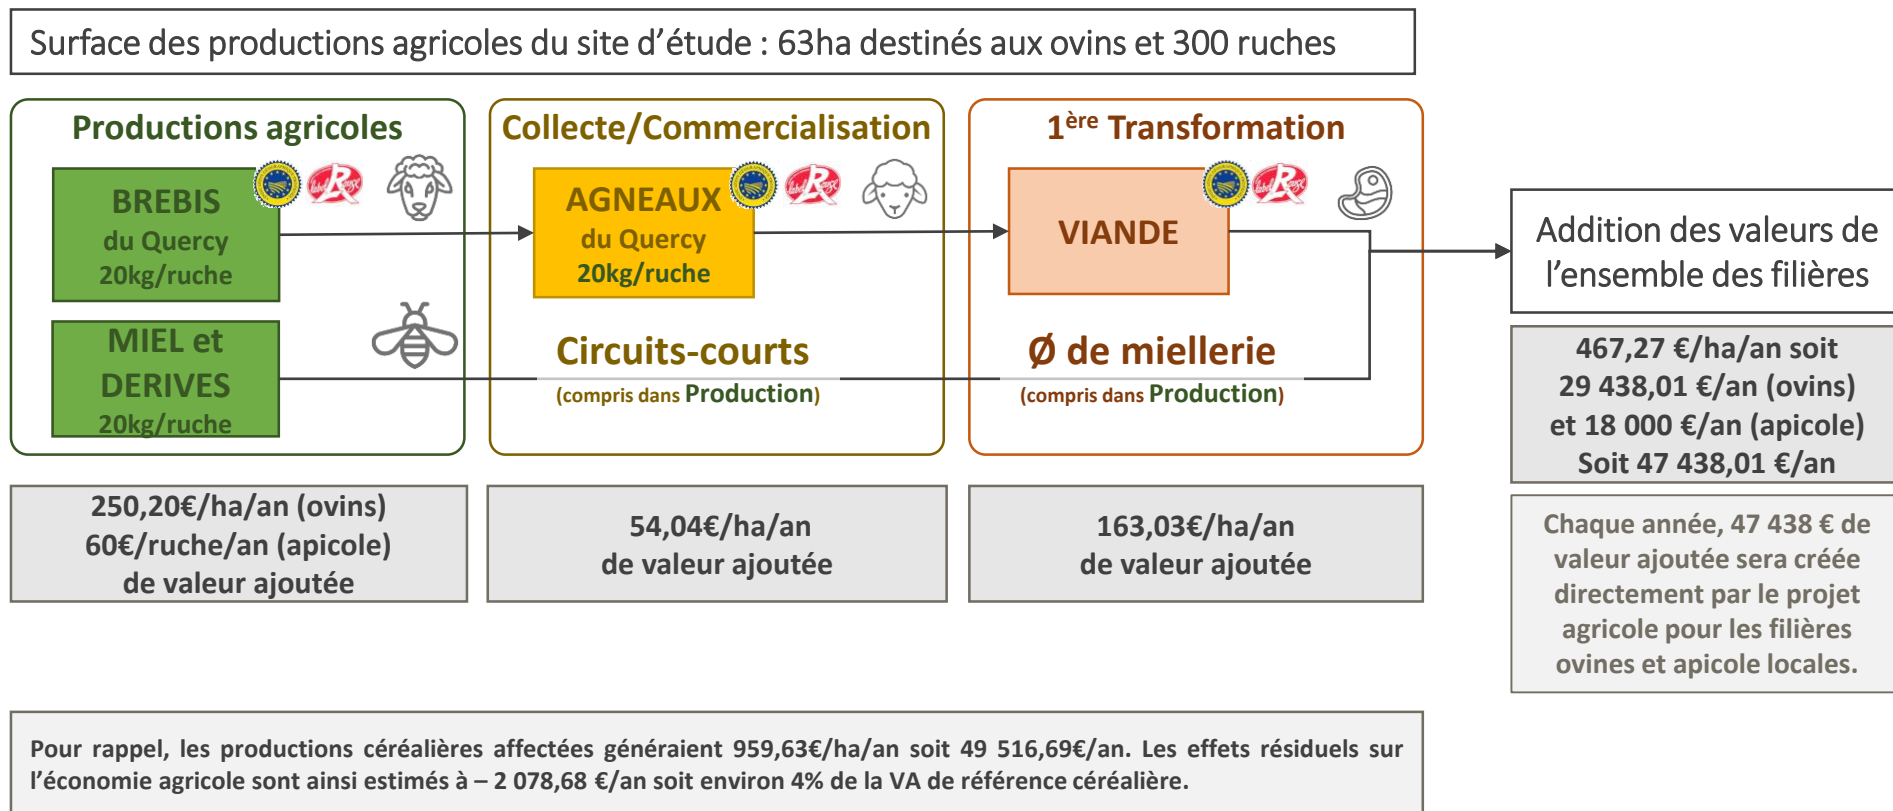 Surface des productions agricoles du site d'étude : 63ha destinés aux ovins et 300 ruches
Productions agricoles
BREBIS
du Quercy
20kg/ruche
MIEL et
DERIVES
20kg/ruche
Collecte/Commercialisation
AGNEAUX
du Quercy
20kg/ruche
Circuits-courts
(compris dans Production)
1ère Transformation
VIANDE
Ø de miellerie
(compris dans Production)
Addition des valeurs de
l'ensemble des filières
467,27 €/ha/an soit
29 438,01 €/an (ovins)
et 18 000 €/an (apicole)
Soit 47 438,01 €/an
250,20€/ha/an (ovins)
60€/ruche/an (apicole)
de valeur ajoutée
54,04€/ha/an
de valeur ajoutée
163,03€/ha/an
de valeur ajoutée
Chaque année, 47 438 € de
valeur ajoutée sera créée
directement par le projet
agricole pour les filières
ovines et apicole locales.
Pour rappel, les productions céréalières affectées généraient 959,63€/ha/an soit 49 516,69€/an. Les effets résiduels sur
l'économie agricole sont ainsi estimés à – 2 078,68 €/an soit environ 4% de la VA de référence céréalière.